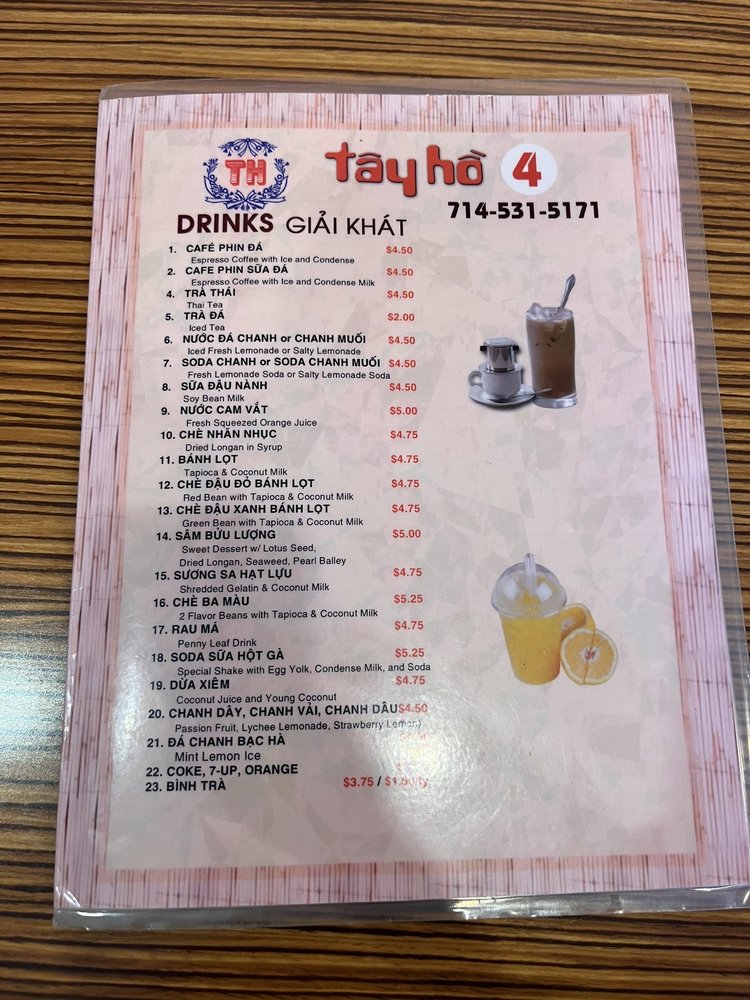 TH
tây hồ 4
714-531-5171
DRINKS GIẢI KHÁT
1. CAFÉ PHIN ĐÁ $4.50
Espresso Coffee with Ice and Condense
2. CAFE PHIN SỮA ĐÁ $4.50
Espresso Coffee with Ice and Condense Milk
4. TRÀ THÁI $4.50
Thai Tea
5. TRÀ ĐÁ $2.00
Iced Tea
6. NƯỚC ĐÁ CHANH or CHANH MUỐI $4.50
Iced Fresh Lemonade or Salty Lemonade
7. SODA CHANH or SODA CHANH MUỐI $4.50
Fresh Lemonade Soda or Salty Lemonade Soda
8. SỮA ĐẬU NÀNH $4.50
Soy Bean Milk
9. NƯỚC CAM VẮT $5.00
Fresh Squeezed Orange Juice
10. CHÈ NHÃN NHỤC $4.75
Dried Longan in Syrup
11. BÁNH LỌT $4.75
Tapioca & Coconut Milk
12. CHÈ ĐẬU ĐỎ BÁNH LỌT $4.75
Red Bean with Tapioca & Coconut Milk
13. CHÈ ĐẬU XANH BÁNH LỌT $4.75
Green Bean with Tapioca & Coconut Milk
14. SÂM BỬU LƯỢNG $5.00
Sweet Dessert w/ Lotus Seed,
Dried Longan, Seaweed, Pearl Balley
15. SƯƠNG SA HẠT LỰU $4.75
Shredded Gelatin & Coconut Milk
16. CHÈ BA MÀU $5.25
2 Flavor Beans with Tapioca & Coconut Milk
17. RAU MÁ $4.75
Penny Leaf Drink
18. SODA SỮA HỘT GÀ $5.25
Special Shake with Egg Yolk, Condense Milk, and Soda
19. DỪA XIÊM $4.75
Coconut Juice and Young Coconut
20. CHANH DÂY, CHANH VẢI, CHANH DÂU $4.50
Passion Fruit, Lychee Lemonade, Strawberry Lemon)
21. ĐÁ CHANH BẠC HÀ
Mint Lemon Ice
22. COKE, 7-UP, ORANGE
23. BÌNH TRÀ $3.75 / $1.50/ly